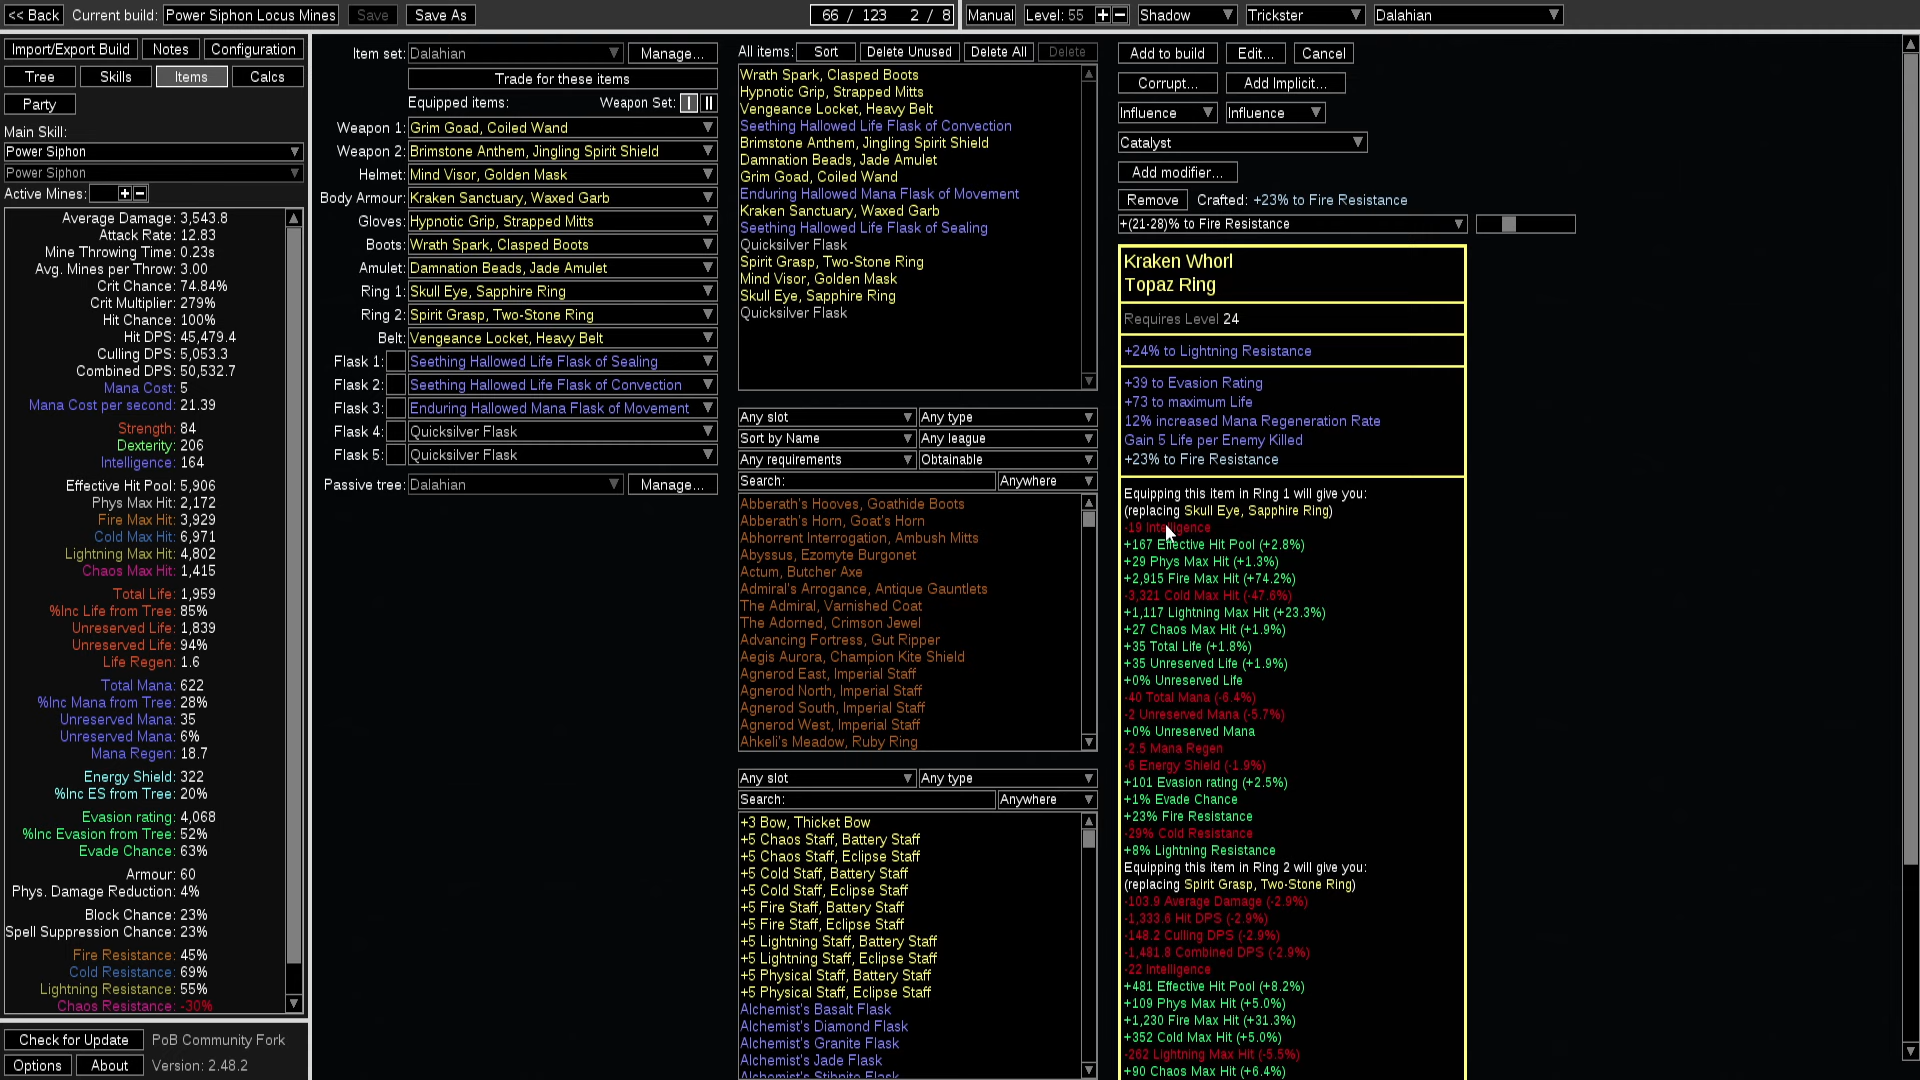 << Back Current build: Power Siphon Locus Mines Save Save As 66 / 123 2 / 8 Manual Level: 55 Shadow Trickster Dalahian
Import/Export Build Notes Configuration
Tree Skills Items Calcs
Party
Main Skill:
Power Siphon
Power Siphon
Active Mines:
Average Damage: 3,543.8
Attack Rate: 12.83
Mine Throwing Time: 0.23s
Avg. Mines per Throw: 3.00
Crit Chance: 74.84%
Crit Multiplier: 279%
Hit Chance: 100%
Hit DPS: 45,479.4
Culling DPS: 5,053.3
Combined DPS: 50,532.7
Mana Cost: 5
Mana Cost per second: 21.39
Strength: 84
Dexterity: 206
Intelligence: 164
Effective Hit Pool: 5,906
Phys Max Hit: 2,172
Fire Max Hit: 3,929
Cold Max Hit: 6,971
Lightning Max Hit: 4,802
Chaos Max Hit: 1,415
Total Life: 1,959
%Inc Life from Tree: 85%
Unreserved Life: 1,839
Unreserved Life: 94%
Life Regen: 1.6
Total Mana: 622
%Inc Mana from Tree: 28%
Unreserved Mana: 35
Unreserved Mana: 6%
Mana Regen: 18.7
Energy Shield: 322
%Inc ES from Tree: 20%
Evasion rating: 4,068
%Inc Evasion from Tree: 52%
Evade Chance: 63%
Armour: 60
Phys. Damage Reduction: 4%
Block Chance: 23%
Spell Suppression Chance: 23%
Fire Resistance: 45%
Cold Resistance: 69%
Lightning Resistance: 55%
Chaos Resistance: -30%
Check for Update PoB Community Fork
Options About Version: 2.48.2
Item set: Dalahian Manage...
Trade for these items
Equipped items: Weapon Set: I II
Weapon 1: Grim Goad, Coiled Wand
Weapon 2: Brimstone Anthem, Jingling Spirit Shield
Helmet: Mind Visor, Golden Mask
Body Armour: Kraken Sanctuary, Waxed Garb
Gloves: Hypnotic Grip, Strapped Mitts
Boots: Wrath Spark, Clasped Boots
Amulet: Damnation Beads, Jade Amulet
Ring 1: Skull Eye, Sapphire Ring
Ring 2: Spirit Grasp, Two-Stone Ring
Belt: Vengeance Locket, Heavy Belt
Flask 1: Seething Hallowed Life Flask of Sealing
Flask 2: Seething Hallowed Life Flask of Convection
Flask 3: Enduring Hallowed Mana Flask of Movement
Flask 4: Quicksilver Flask
Flask 5: Quicksilver Flask
Passive tree: Dalahian Manage...
All items: Sort Delete Unused Delete All Delete
Wrath Spark, Clasped Boots
Hypnotic Grip, Strapped Mitts
Vengeance Locket, Heavy Belt
Seething Hallowed Life Flask of Convection
Brimstone Anthem, Jingling Spirit Shield
Damnation Beads, Jade Amulet
Grim Goad, Coiled Wand
Enduring Hallowed Mana Flask of Movement
Kraken Sanctuary, Waxed Garb
Seething Hallowed Life Flask of Sealing
Quicksilver Flask
Spirit Grasp, Two-Stone Ring
Mind Visor, Golden Mask
Skull Eye, Sapphire Ring
Quicksilver Flask
Any slot Any type
Sort by Name Any league
Any requirements Obtainable
Search: Anywhere
Abberath's Hooves, Goathide Boots
Abberath's Horn, Goat's Horn
Abhorrent Interrogation, Ambush Mitts
Abyssus, Ezomyte Burgonet
Actum, Butcher Axe
Admiral's Arrogance, Antique Gauntlets
The Admiral, Varnished Coat
The Adorned, Crimson Jewel
Advancing Fortress, Gut Ripper
Aegis Aurora, Champion Kite Shield
Agnerod East, Imperial Staff
Agnerod North, Imperial Staff
Agnerod South, Imperial Staff
Agnerod West, Imperial Staff
Ahkeli's Meadow, Ruby Ring
Any slot Any type
Search: Anywhere
+3 Bow, Thicket Bow
+5 Chaos Staff, Battery Staff
+5 Chaos Staff, Eclipse Staff
+5 Cold Staff, Battery Staff
+5 Cold Staff, Eclipse Staff
+5 Fire Staff, Battery Staff
+5 Fire Staff, Eclipse Staff
+5 Lightning Staff, Battery Staff
+5 Lightning Staff, Eclipse Staff
+5 Physical Staff, Battery Staff
+5 Physical Staff, Eclipse Staff
Alchemist's Basalt Flask
Alchemist's Diamond Flask
Alchemist's Granite Flask
Alchemist's Jade Flask
Alchemist's Stibnite Flask
Add to build Edit... Cancel
Corrupt... Add Implicit...
Influence Influence
Catalyst
Add modifier...
Remove Crafted: +23% to Fire Resistance
+(21-28)% to Fire Resistance
Kraken Whorl
Topaz Ring
Requires Level 24
+24% to Lightning Resistance
+39 to Evasion Rating
+73 to maximum Life
12% increased Mana Regeneration Rate
Gain 5 Life per Enemy Killed
+23% to Fire Resistance
Equipping this item in Ring 1 will give you:
(replacing Skull Eye, Sapphire Ring)
-19 Intelligence
+167 Effective Hit Pool (+2.8%)
+29 Phys Max Hit (+1.3%)
+2,915 Fire Max Hit (+74.2%)
-3,321 Cold Max Hit (-47.6%)
+1,117 Lightning Max Hit (+23.3%)
+27 Chaos Max Hit (+1.9%)
+35 Total Life (+1.8%)
+35 Unreserved Life (+1.9%)
+0% Unreserved Life
-40 Total Mana (-6.4%)
-2 Unreserved Mana (-5.7%)
+0% Unreserved Mana
-2.5 Mana Regen
-6 Energy Shield (-1.9%)
+101 Evasion rating (+2.5%)
+1% Evade Chance
+23% Fire Resistance
-29% Cold Resistance
+8% Lightning Resistance
Equipping this item in Ring 2 will give you:
(replacing Spirit Grasp, Two-Stone Ring)
-103.9 Average Damage (-2.9%)
-1,333.6 Hit DPS (-2.9%)
-148.2 Culling DPS (-2.9%)
-1,481.8 Combined DPS (-2.9%)
-22 Intelligence
+481 Effective Hit Pool (+8.2%)
+109 Phys Max Hit (+5.0%)
+1,230 Fire Max Hit (+31.3%)
+352 Cold Max Hit (+5.0%)
-262 Lightning Max Hit (-5.5%)
+90 Chaos Max Hit (+6.4%)